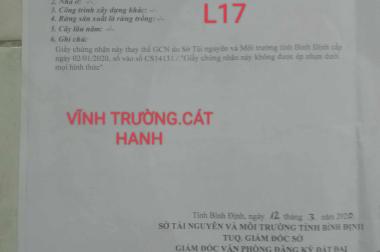 2. Nhà ở: -/-
3. Công trình xây dựng khác: -/-
4. Rừng sản xuất là rừng trồng: -/-
5. Cây lâu năm: -/-
6. Ghi chú:
Giấy chứng nhận này thay thế GCN do Sở Tài nguyên và Môi trường tỉnh Bình Định cấp
ngày 02/01/2020, số vào sổ CS14131./."Giấy chứng nhận này không được ép nhựa dưới
mọi hình thức".
L17
VĨNH TRƯỜNG.CÁT
HANH
Tỉnh Bình Định, ngày 12 tháng 3 năm 2020
SỞ TÀI NGUYÊN VÀ MÔI TRƯỜNG TỈNH BÌNH ĐỊNH
TUQ. GIÁM ĐỐC SỞ
GIÁM ĐỐC VĂN PHÒNG ĐĂNG KÝ ĐẤT ĐAI